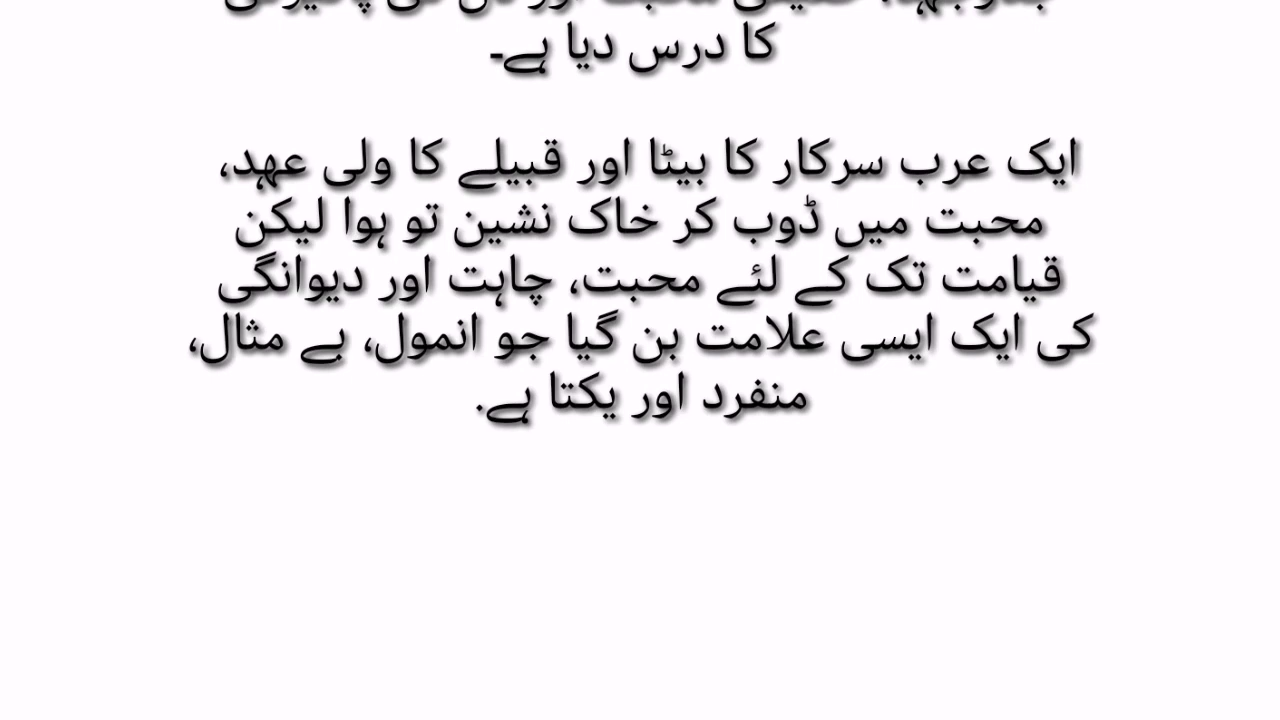 کا درس دیا ہے۔
ایک عرب سرکار کا بیٹا اور قبیلے کا ولی عہد،
محبت میں ڈوب کر خاک نشین تو ہوا لیکن
قیامت تک کے لئے محبت، چاہت اور دیوانگی
کی ایک ایسی علامت بن گیا جو انمول، بے مثال،
منفرد اور یکتا ہے.